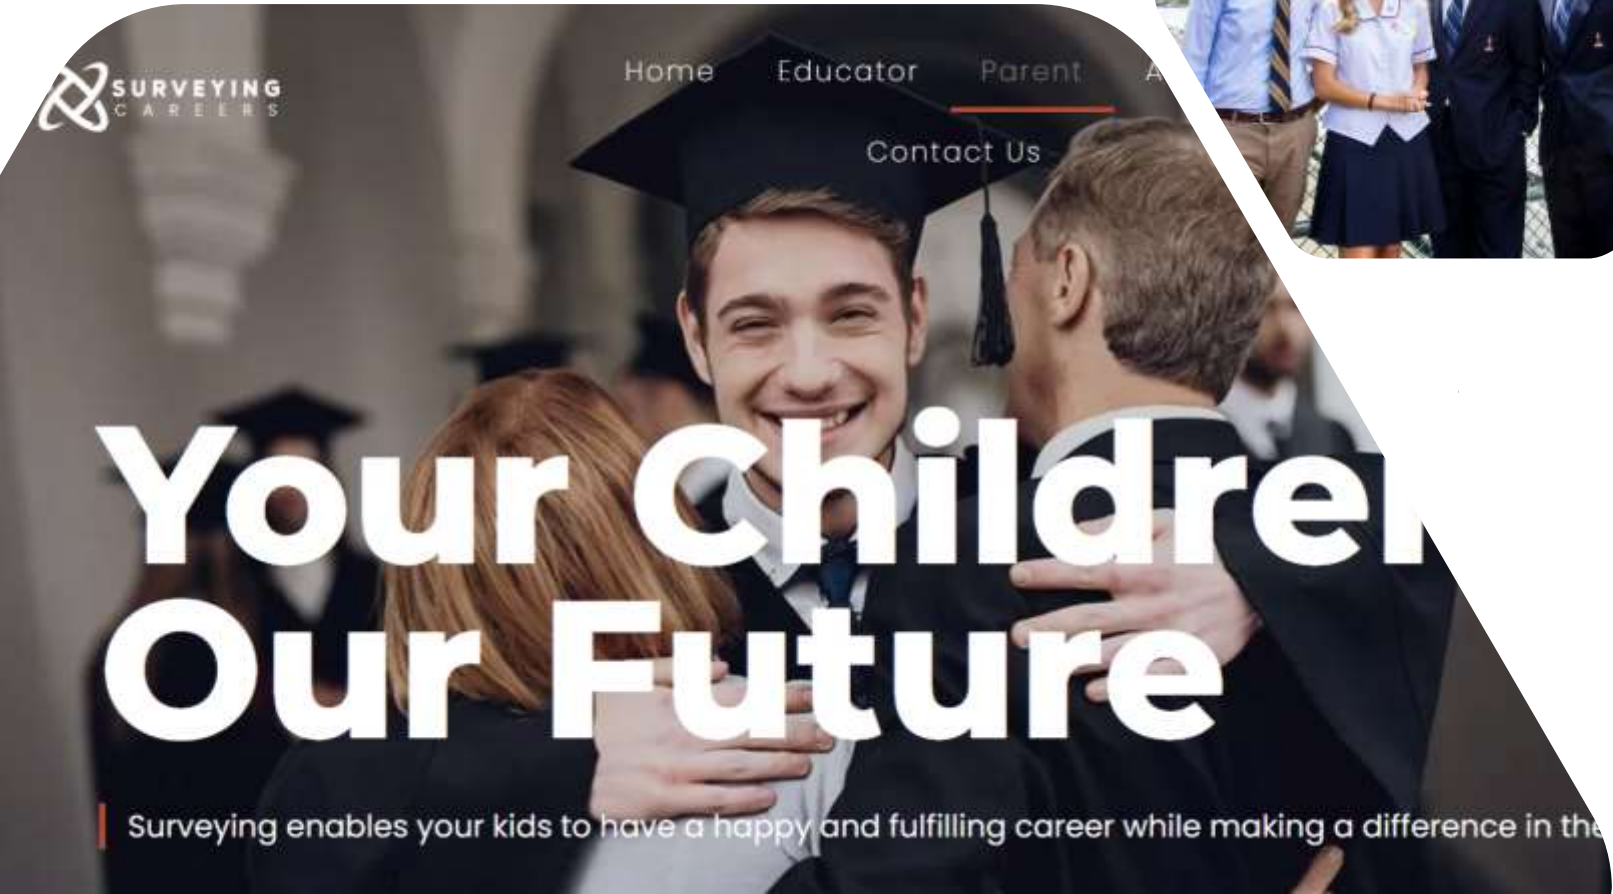 SURVEYING
CAREERS
Home Educator Parent A
Contact Us
Your Childre
Our Future
Surveying enables your kids to have a happy and fulfilling career while making a difference in the